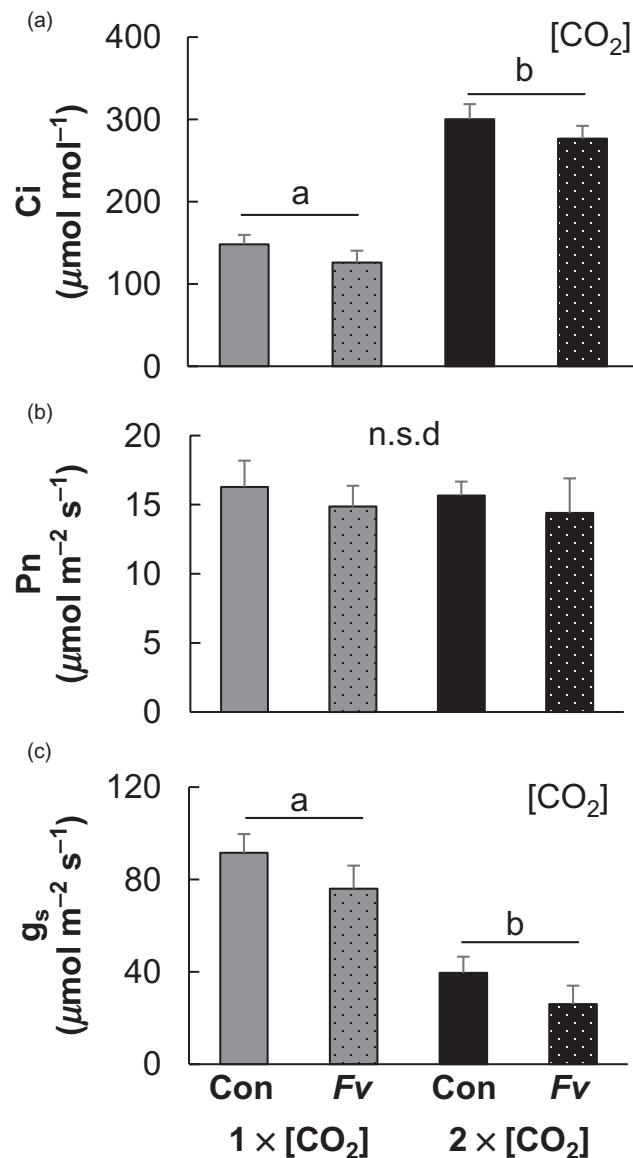 (a)
[CO₂]
400
300
200
100
0
Ci
(μmol mol⁻¹)
a
b
(b)
n.s.d
20
15
10
5
0
Pn
(μmol m⁻² s⁻¹)
(c)
[CO₂]
120
80
40
0
gₛ
(μmol m⁻² s⁻¹)
a
b
Con Fv Con Fv
1 × [CO₂] 2 × [CO₂]